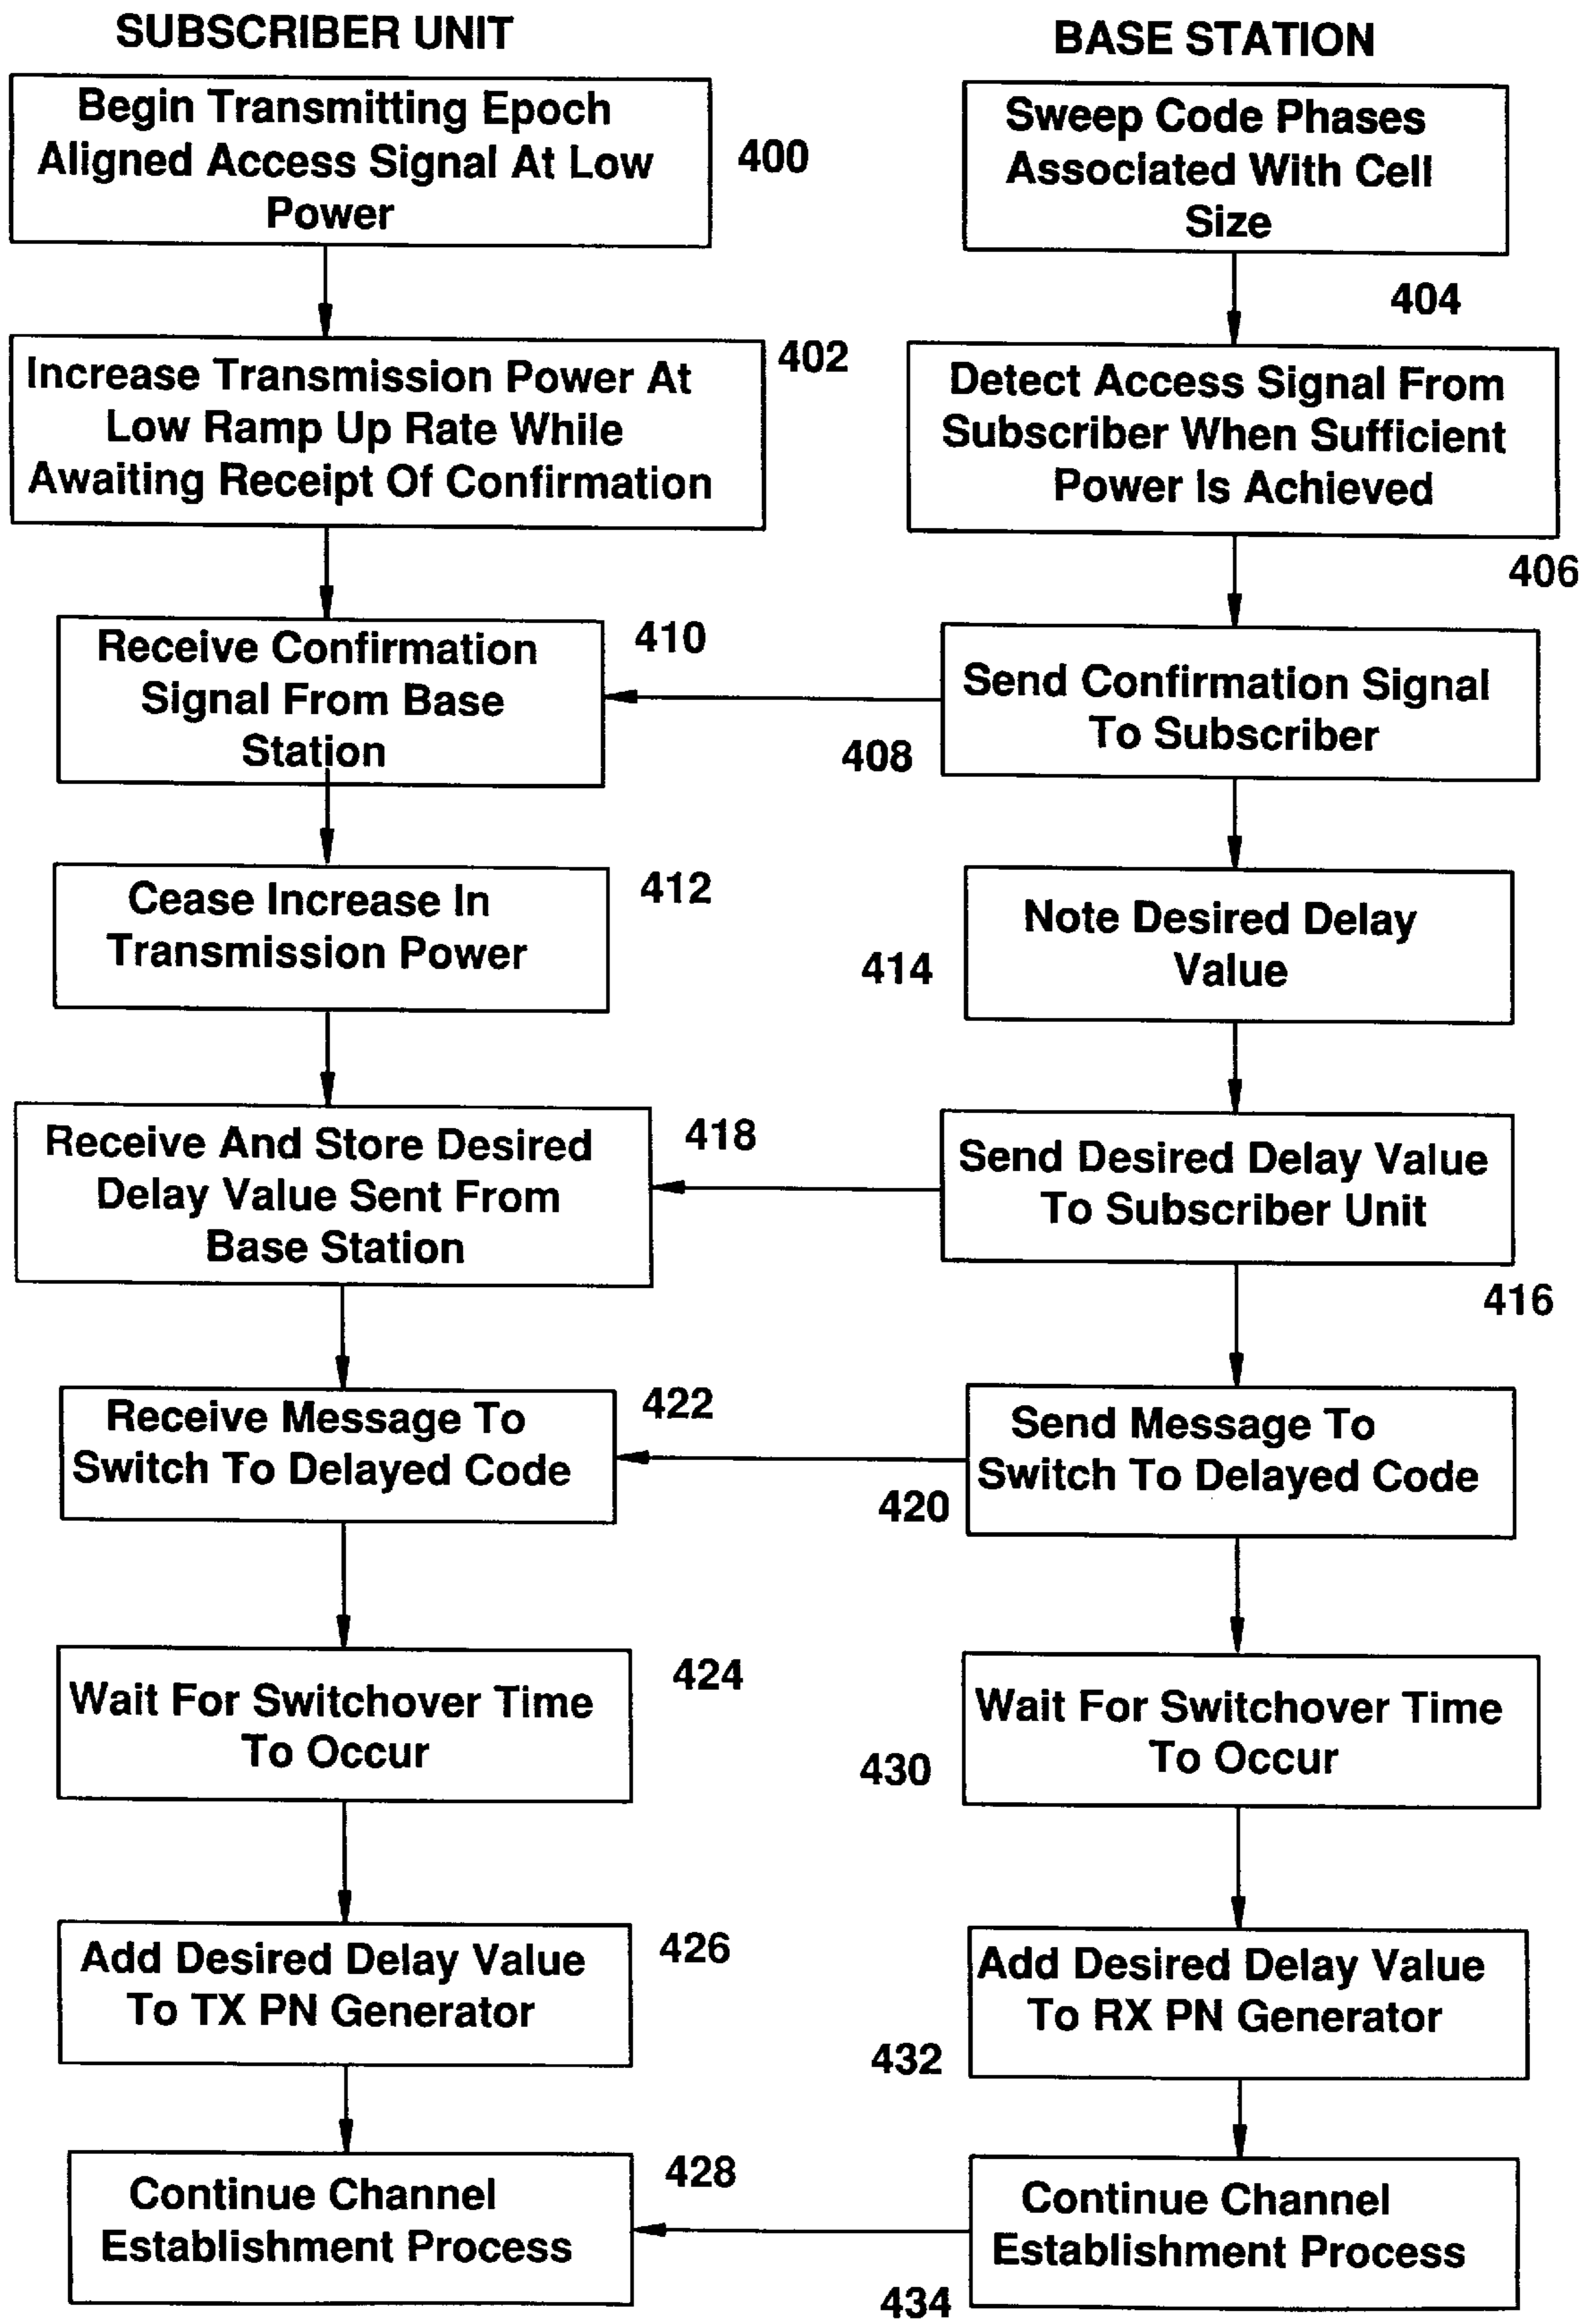 SUBSCRIBER UNIT
BASE STATION
Begin Transmitting Epoch
Aligned Access Signal At Low
Power
400
Sweep Code Phases
Associated With Cell
Size
404
Increase Transmission Power At
Low Ramp Up Rate While
Awaiting Receipt Of Confirmation
402
Detect Access Signal From
Subscriber When Sufficient
Power Is Achieved
406
Receive Confirmation
Signal From Base
Station
410
Send Confirmation Signal
To Subscriber
408
Cease Increase In
Transmission Power
412
Note Desired Delay
Value
414
Receive And Store Desired
Delay Value Sent From
Base Station
418
Send Desired Delay Value
To Subscriber Unit
416
Receive Message To
Switch To Delayed Code
422
Send Message To
Switch To Delayed Code
420
Wait For Switchover Time
To Occur
424
Wait For Switchover Time
To Occur
430
Add Desired Delay Value
To TX PN Generator
426
Add Desired Delay Value
To RX PN Generator
432
Continue Channel
Establishment Process
428
Continue Channel
Establishment Process
434